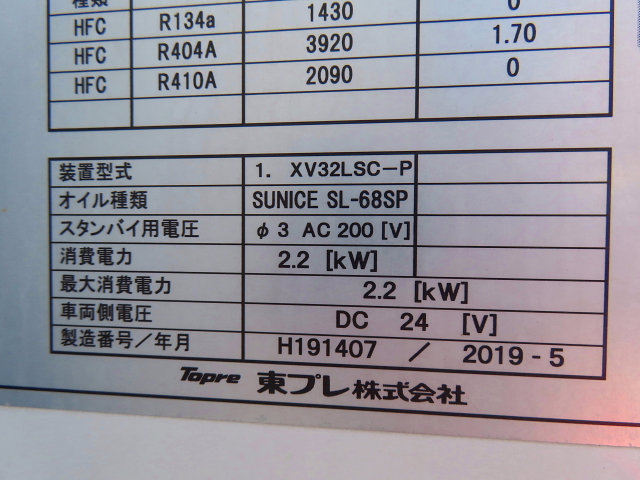 種類 0
HFC R134a 1430
HFC R404A 3920 1.70
HFC R410A 2090 0
装置型式 1. XV32LSC-P
オイル種類 SUNICE SL-68SP
スタンバイ用電圧 φ3 AC 200 [V]
消費電力 2.2 [kW]
最大消費電力 2.2 [kW]
車両側電圧 DC 24 [V]
製造番号/年月 H191407 / 2019-5
Topre 東プレ株式会社